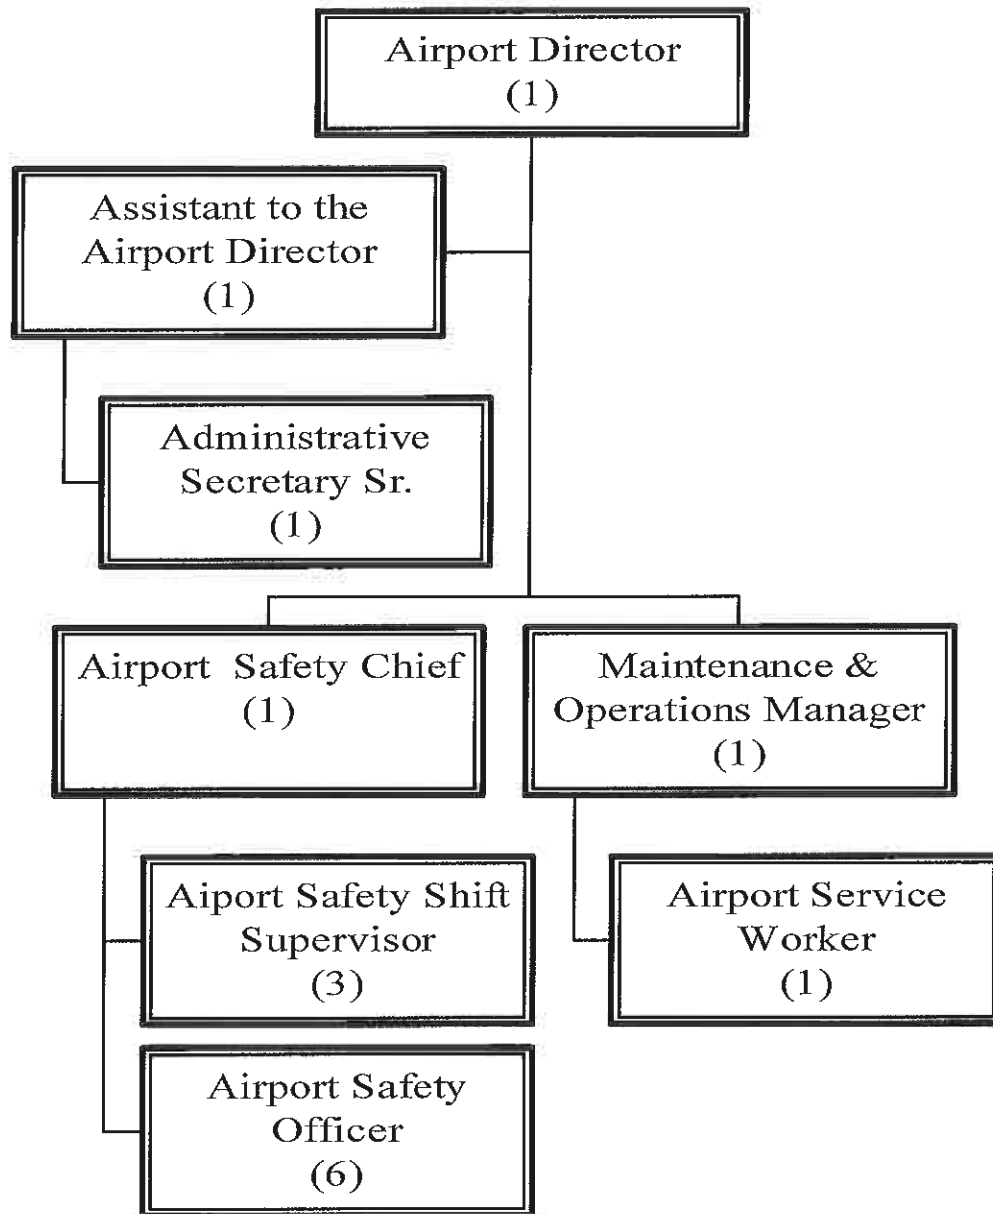 Airport Director
(1)
Assistant to the
Airport Director
(1)
Administrative
Secretary Sr.
(1)
Airport Safety Chief
(1)
Maintenance &
Operations Manager
(1)
Aiport Safety Shift
Supervisor
(3)
Airport Service
Worker
(1)
Airport Safety
Officer
(6)